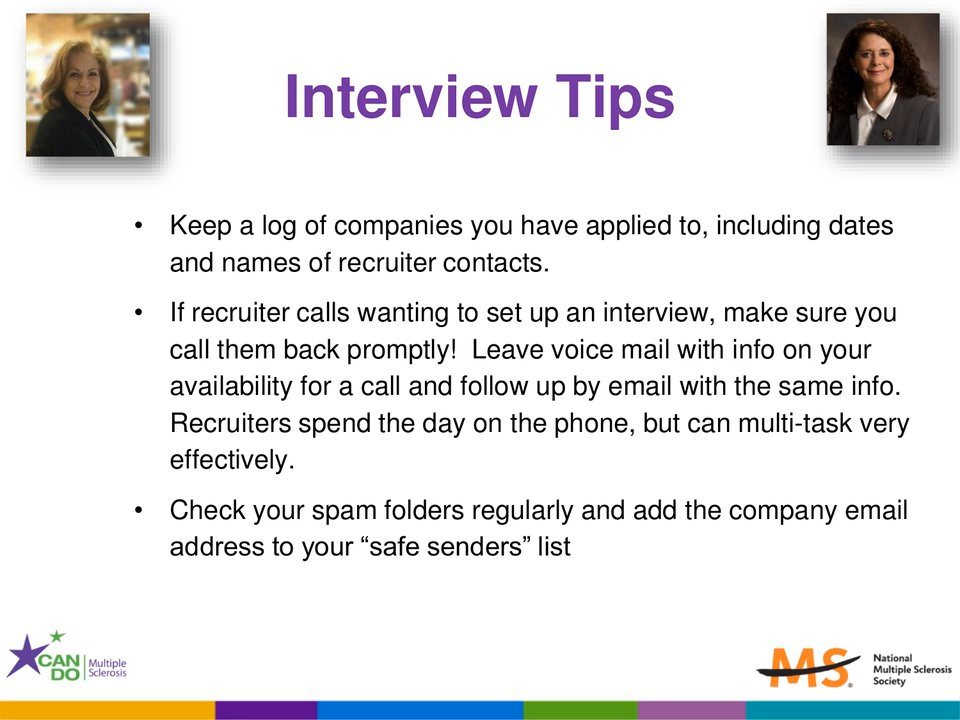 Interview Tips
• Keep a log of companies you have applied to, including dates
and names of recruiter contacts.
• If recruiter calls wanting to set up an interview, make sure you
call them back promptly!  Leave voice mail with info on your
availability for a call and follow up by email with the same info.
Recruiters spend the day on the phone, but can multi-task very
effectively.
• Check your spam folders regularly and add the company email
address to your “safe senders” list
CAN
DO
Multiple
Sclerosis
MS®
National
Multiple Sclerosis
Society